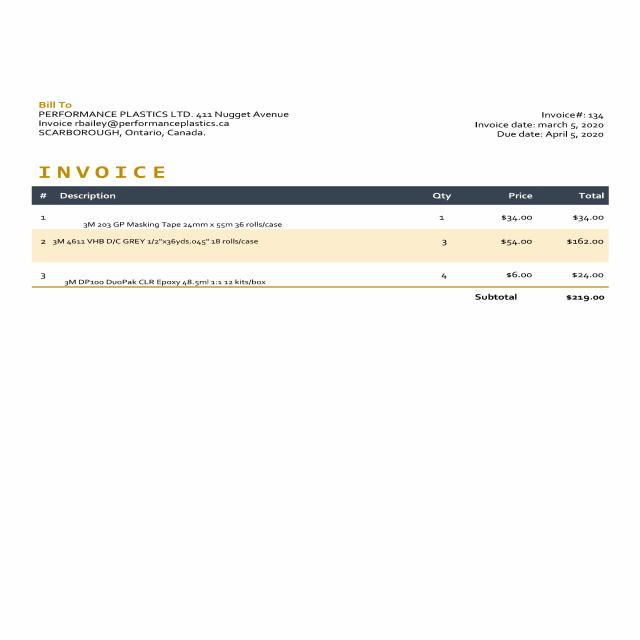 Bill To
PERFORMANCE PLASTICS LTD. 411 Nugget Avenue
Invoice rbailey@performanceplastics.ca
SCARBOROUGH, Ontario, Canada.
Invoice#: 134
Invoice date: march 5, 2020
Due date: April 5, 2020
INVOICE
# Description Qty Price Total
1 3M 203 GP Masking Tape 24mm x 55m 36 rolls/case 1 $34.00 $34.00
2 3M 4611 VHB D/C GREY 1/2"x36yds.045" 18 rolls/case 3 $54.00 $162.00
3 3M DP100 DuoPak CLR Epoxy 48.5ml 1:1 12 kits/box 4 $6.00 $24.00
Subtotal $219.00